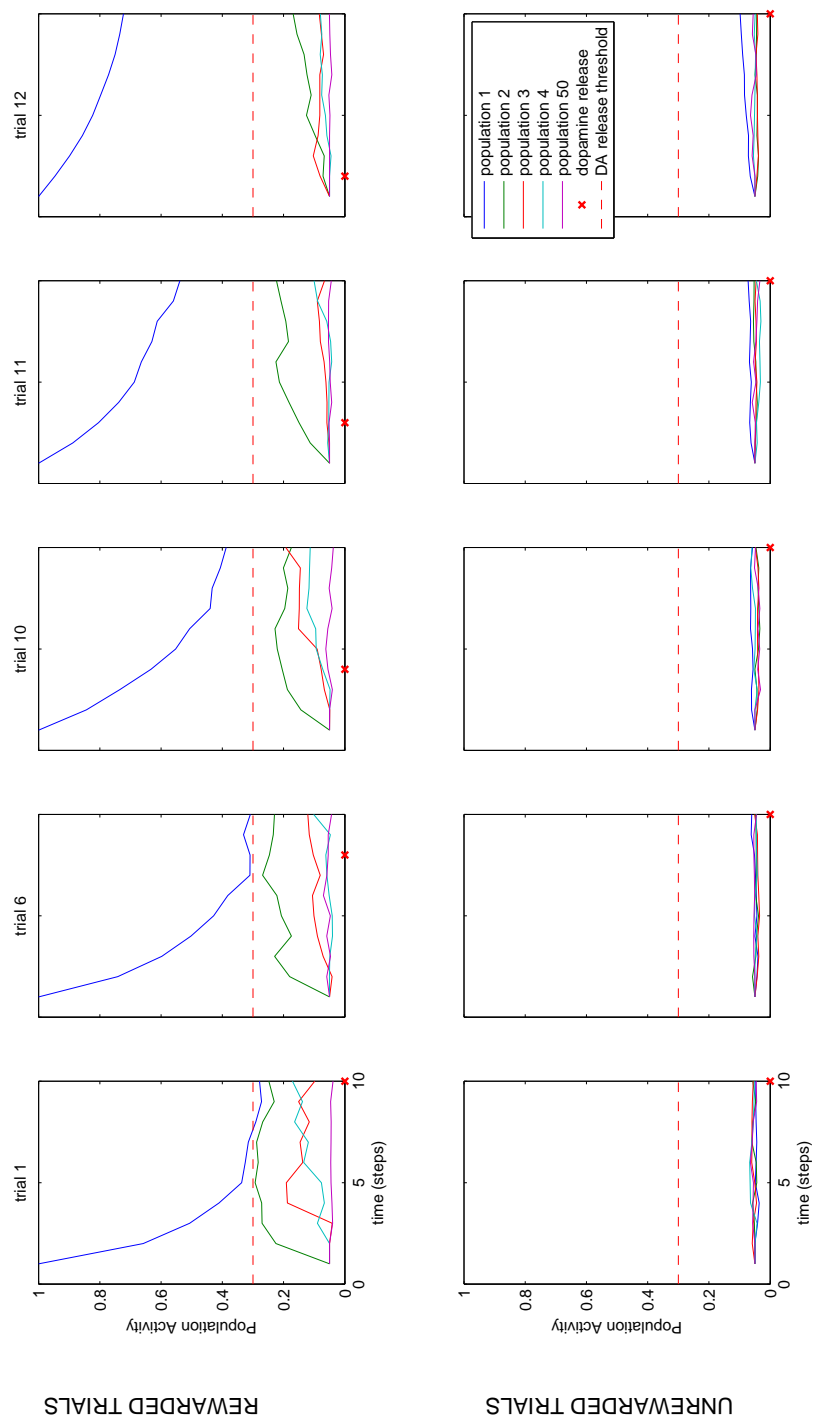 REWARDED TRIALS
trial 1
trial 6
trial 10
trial 11
trial 12
Population Activity
1
0.8
0.6
0.4
0.2
0
0
5
10
time (steps)
UNREWARDED TRIALS
Population Activity
1
0.8
0.6
0.4
0.2
0
0
5
10
time (steps)
population 1
population 2
population 3
population 4
population 50
dopamine release
DA release threshold